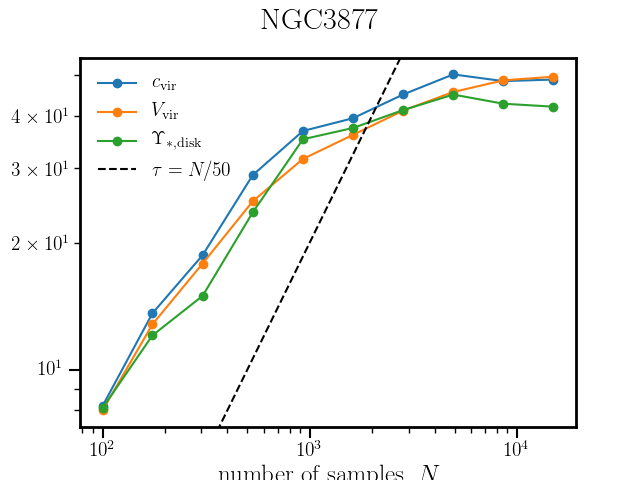 NGC3877
c_vir
V_vir
Υ_{*,disk}
τ = N/50
4 × 10^1
3 × 10^1
2 × 10^1
10^1
10^2 10^3 10^4
number of samples, N